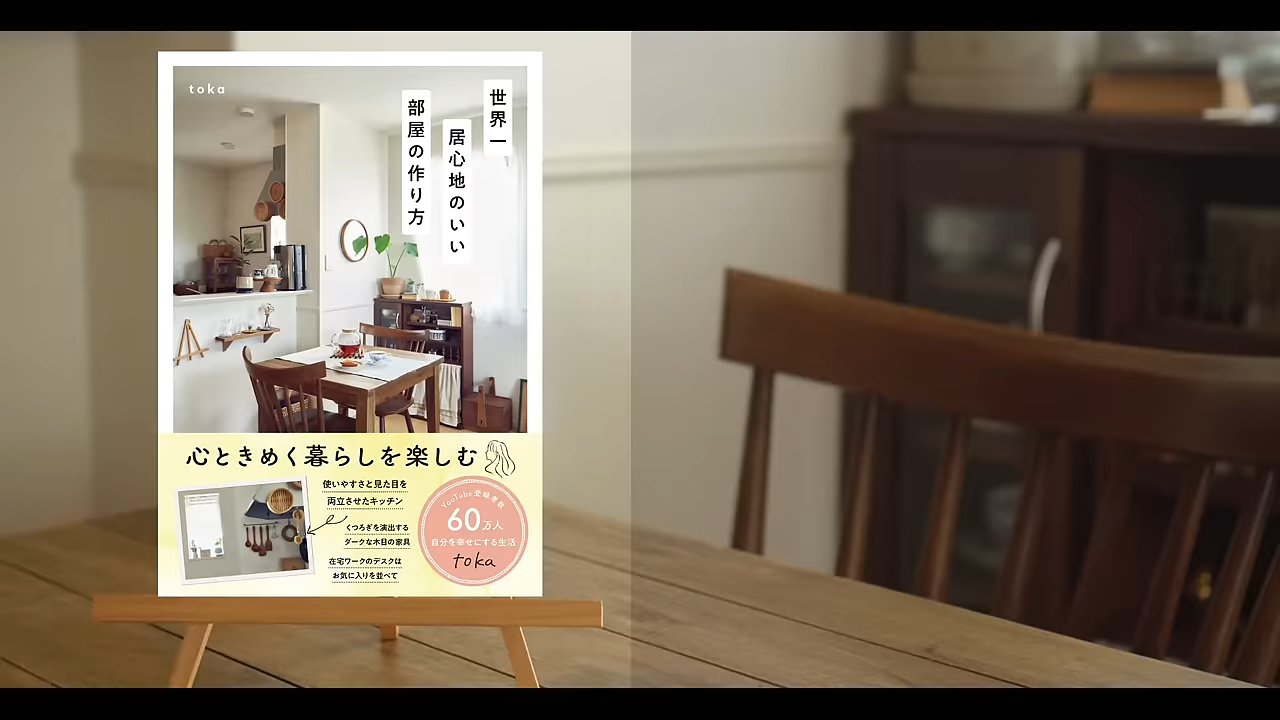 toka
世界一
居心地のいい
部屋の作り方
心ときめく暮らしを楽しむ
使いやすさと見た目を
両立させたキッチン
くつろぎを演出する
ダークな木目の家具
在宅ワークのデスクは
お気に入りを並べて
YouTube登録者数
60万人
自分を幸せにする生活
toka